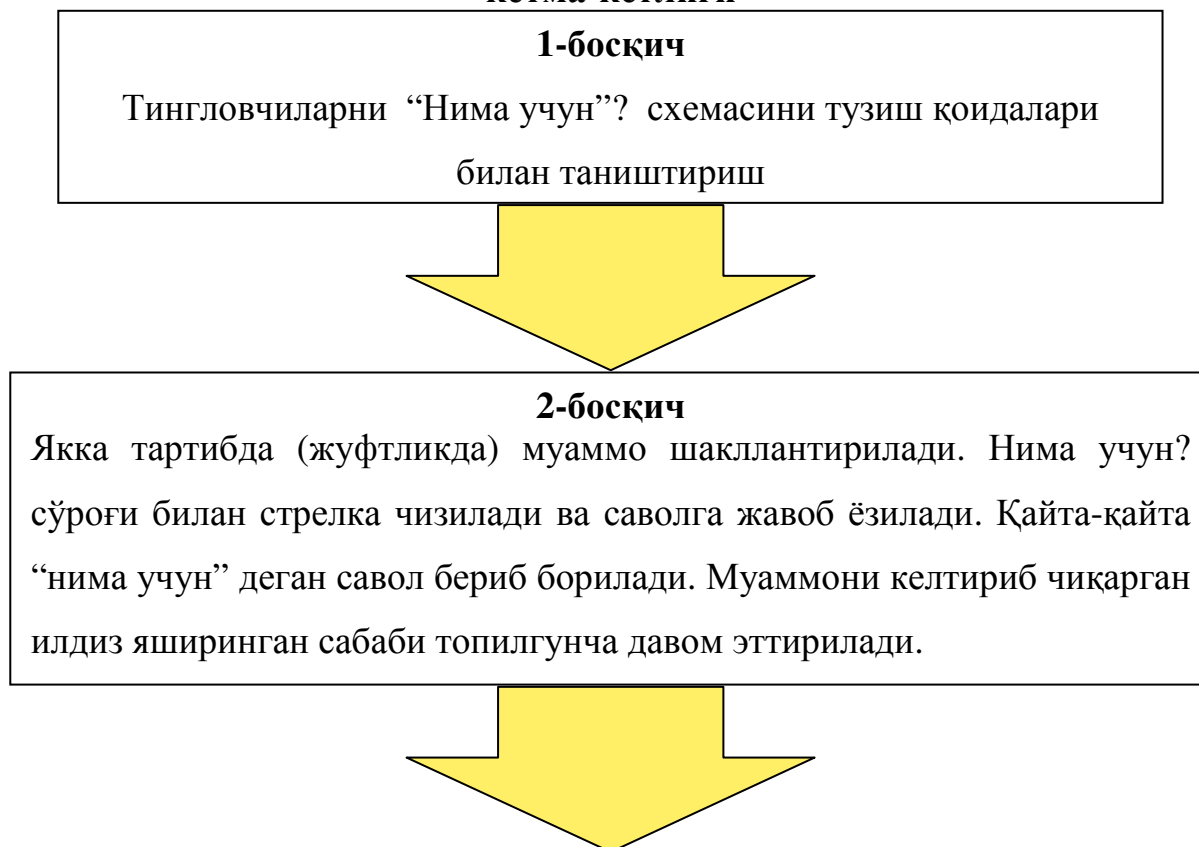 1-босқич
Тингловчиларни “Нима учун”? схемасини тузиш қоидалари
билан таништириш
2-босқич
Якка тартибда (жуфтликда) муаммо шакллантирилади. Нима учун?
сўроғи билан стрелка чизилади ва саволга жавоб ёзилади. Қайта-қайта
“нима учун” деган савол бериб борилади. Муаммони келтириб чиқарган
илдиз яширинган сабаби топилгунча давом эттирилади.